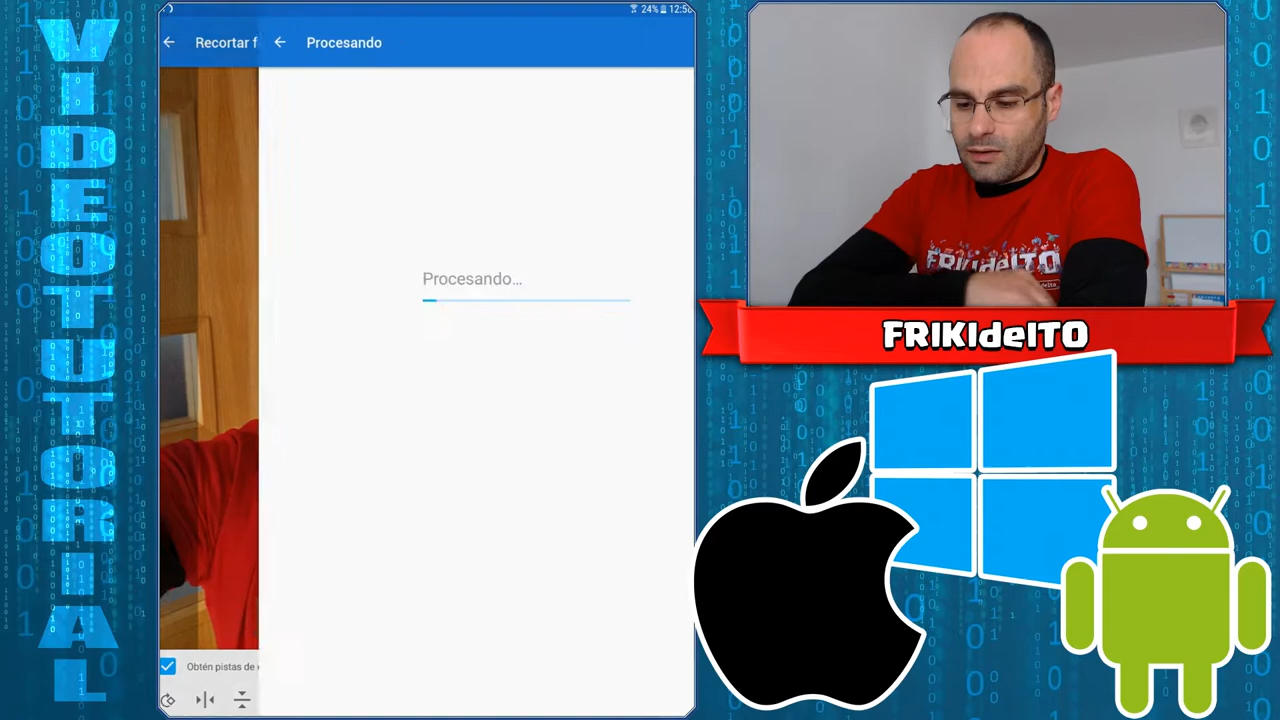 VIDEOTUTORIAL
24% 12:56
Recortar f
Procesando
Procesando...
Obtén pistas de
FRIKIdelTO
FRIKIdelTO